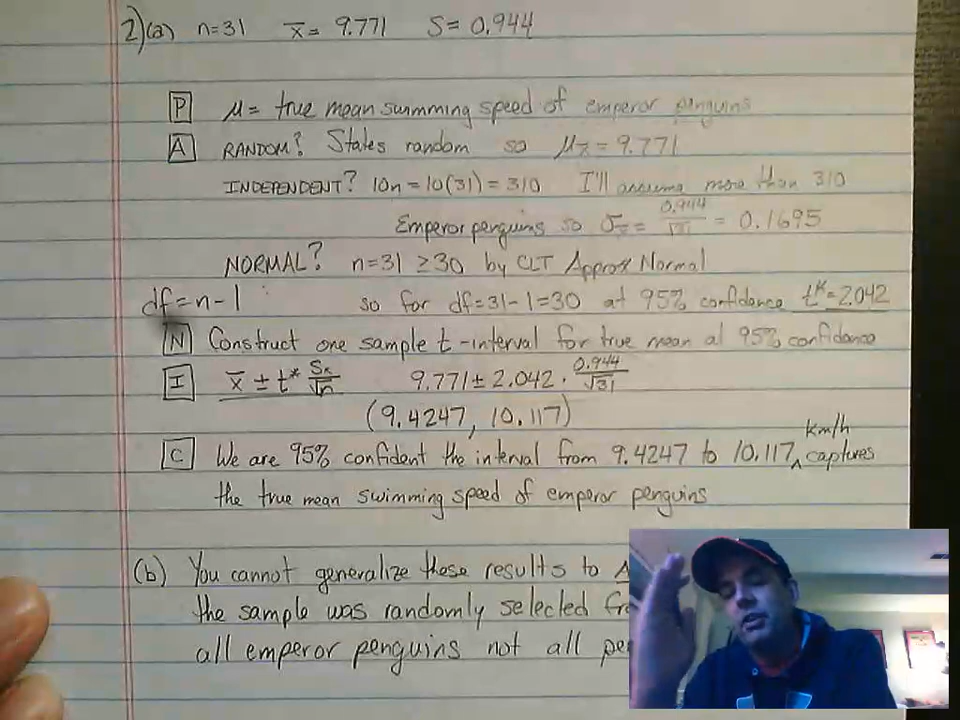 2)(a) n=31 x̄= 9.771 S= 0.944
P μ= true mean swimming speed of emperor penguins
A RANDOM? States random so μx̄ = 9.771
INDEPENDENT? 10n=10(31)=310 I'll assume more than 310
Emperor penguins so σx̄ = 0.944/√31 = 0.1695
NORMAL? n=31 ≥30 by CLT Approx Normal
df=n-1 so for df=31-1=30 at 95% confidence t*=2.042
N Construct one sample t-interval for true mean at 95% confidence
I x̄ ± t* Sx/√n 9.771 ± 2.042 · 0.944/√31
(9.4247, 10.117)
km/h
C We are 95% confident the interval from 9.4247 to 10.117 ^ captures
the true mean swimming speed of emperor penguins
(b) You cannot generalize these results to
the sample was randomly selected
all emperor penguins not all